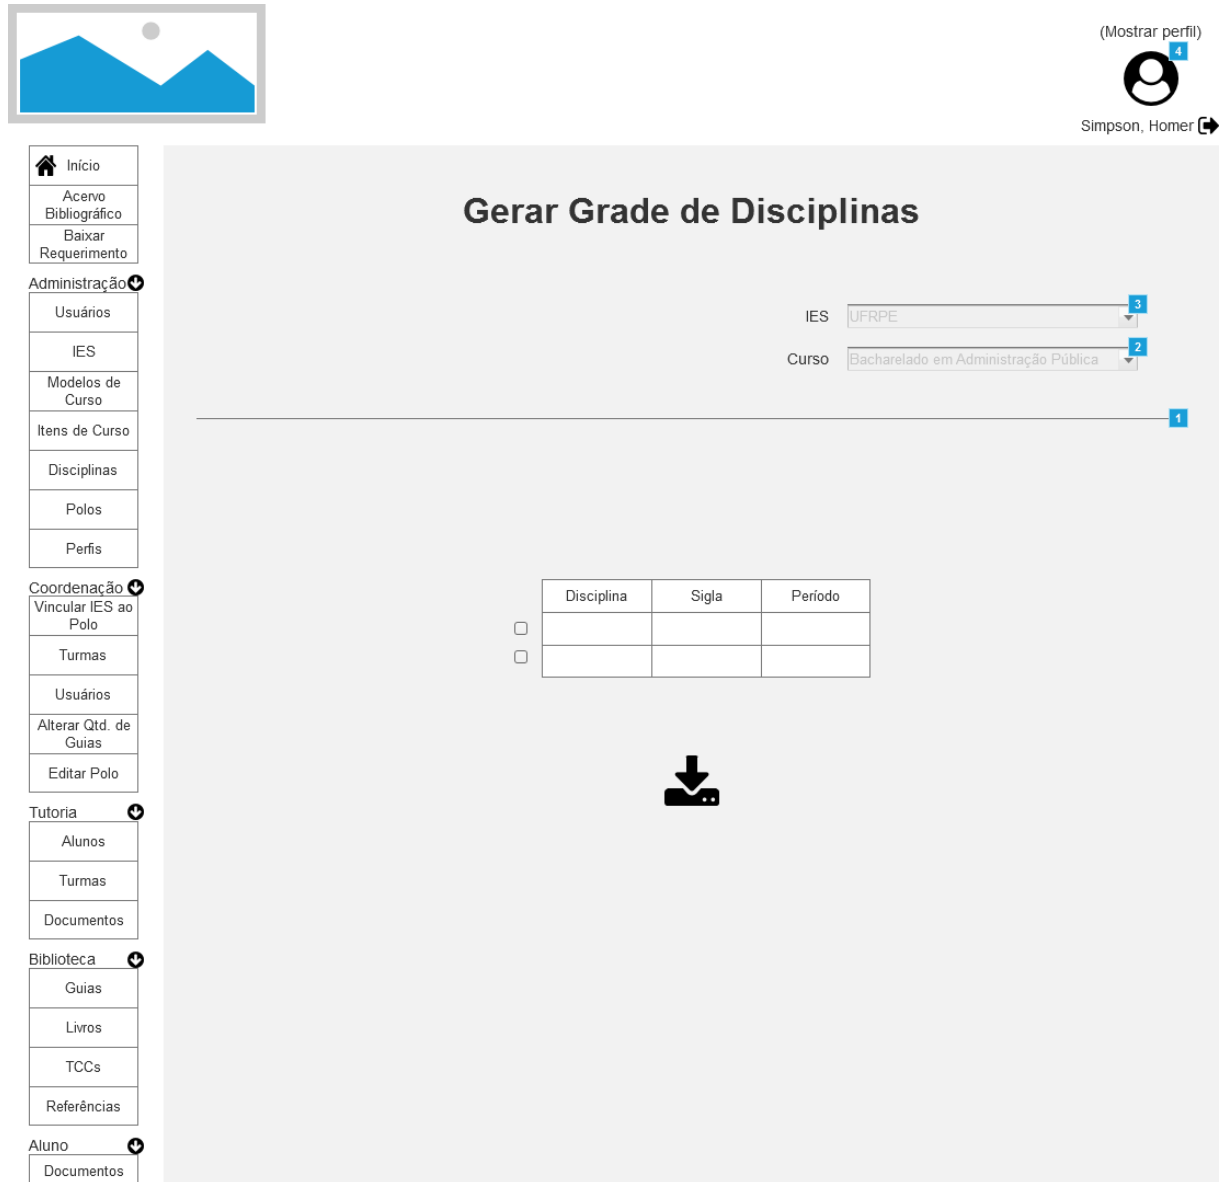 (Mostrar perfil)
4
Simpson, Homer
Início
Acervo
Bibliográfico
Baixar
Requerimento
Administração
Usuários
IES
Modelos de
Curso
Itens de Curso
Disciplinas
Polos
Perfis
Coordenação
Vincular IES ao
Polo
Turmas
Usuários
Alterar Qtd. de
Guias
Editar Polo
Tutoria
Alunos
Turmas
Documentos
Biblioteca
Guias
Livros
TCCs
Referências
Aluno
Documentos
Gerar Grade de Disciplinas
IES UFRPE 3
Curso Bacharelado em Administração Pública 2
1
Disciplina Sigla Período